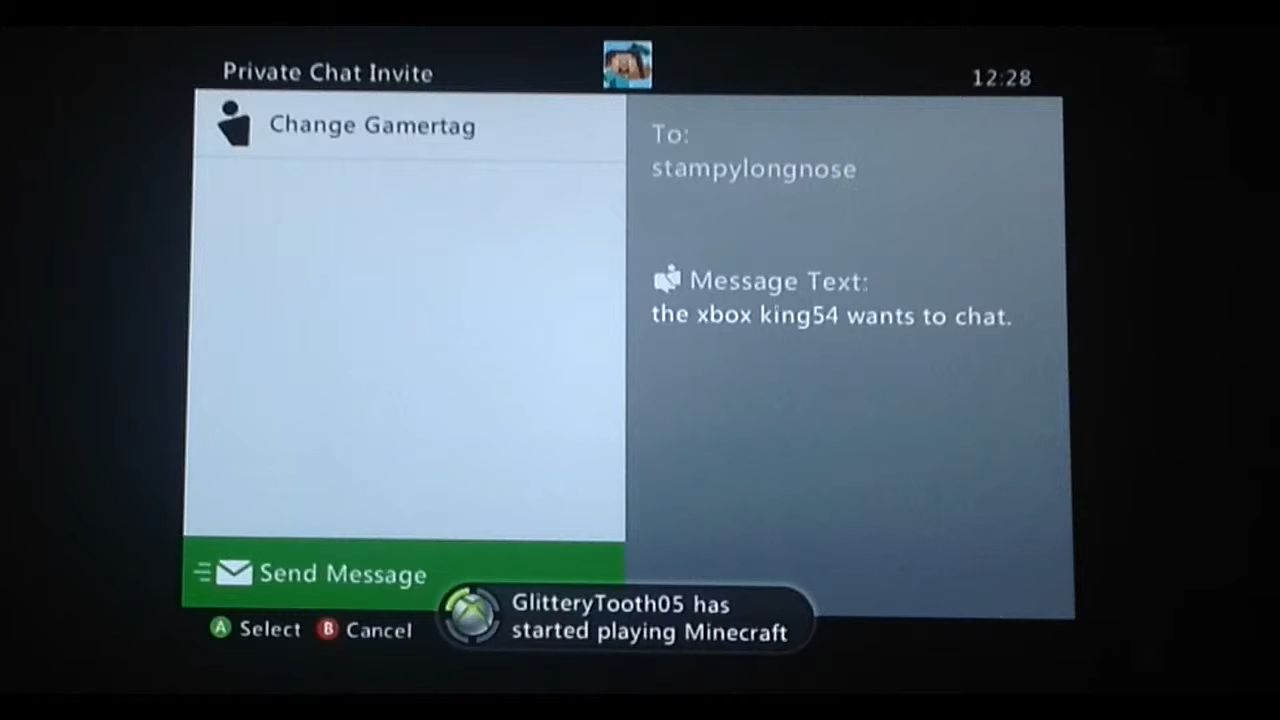 Private Chat Invite
12:28
Change Gamertag
To:
stampylongnose
Message Text:
the xbox king54 wants to chat.
Send Message
GlitteryTooth05 has
started playing Minecraft
A Select B Cancel